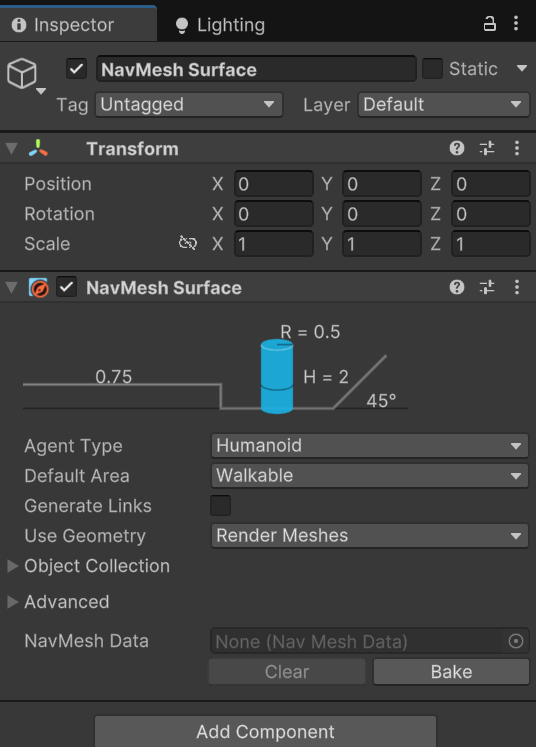 Inspector Lighting
NavMesh Surface Static
Tag Untagged Layer Default
Transform
Position X 0 Y 0 Z 0
Rotation X 0 Y 0 Z 0
Scale X 1 Y 1 Z 1
NavMesh Surface
R = 0.5
0.75 H = 2
45°
Agent Type Humanoid
Default Area Walkable
Generate Links
Use Geometry Render Meshes
Object Collection
Advanced
NavMesh Data None (Nav Mesh Data)
Clear Bake
Add Component